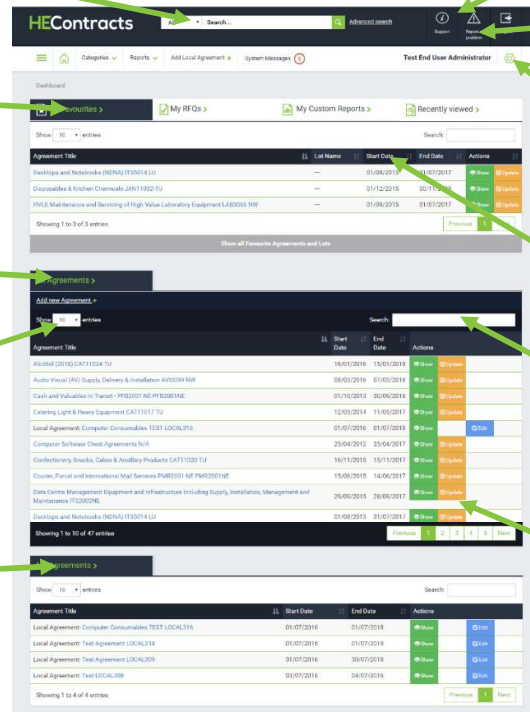 HEContracts
Search...
Advanced search
Support
Categories
Reports
Add Local Agreement +
System Messages
Test End User Administrator
Dashboard
Favourites >
My RFQs >
My Custom Reports >
Recently viewed >
Show 10 entries
Search:
Agreement Title
Lot Name
Start Date
End Date
Actions
Desktops and Notebooks (NDNA) ITS5014 LU — 01/08/2015 31/07/2017 Show Update
Disposables & Kitchen Chemicals JAN11002-TU — 01/12/2015 Show Update
HVLE Maintenance and Servicing of High Value Laboratory Equipment LAB3066 NW — 01/09/2015 31/07/2017 Show Update
Showing 1 to 3 of 3 entries
1
Show all Favourite Agreements and Lots
Agreements >
Add new Agreement +
Show 10 entries
Search:
Agreement Title
Start Date
End Date
Actions
Alcohol (2016) CAT11024 TU 16/01/2016 15/01/2018 Show Update
Audio Visual (AV) Supply, Delivery & Installation AVI3099 NW 08/02/2016 07/02/2018 Show Update
Cash and Valuables in Transit - PFB2001 NE PFB2001NE 01/10/2013 30/09/2016 Show Update
Catering Light & Heavy Equipment CAT11017 TU 12/05/2014 11/05/2017 Show Update
Local Agreement: Computer Consumables TEST LOCAL316 01/07/2016 01/07/2018 Show Edit
Computer Software Chest Agreements N/A 25/04/2012 25/04/2017 Show Update
Confectionery, Snacks, Cakes & Ancillary Products CAT11020 TU 16/11/2015 15/11/2017 Show Update
Courier, Parcel and International Mail Services PMR2001 NE PMR2001NE 15/06/2015 14/06/2017 Show Update
Data Centre Management Equipment and Infrastructure including Supply, Installation, Management and
Maintenance ITS2002NE 29/09/2015 28/09/2017 Show Update
Desktops and Notebooks (NDNA) ITS5014 LU 01/08/2015 31/07/2017 Show Update
Showing 1 to 10 of 47 entries
Previous 1 2 3 4 5 Next
Agreements >
Show 10 entries
Search:
Agreement Title
Start Date
End Date
Actions
Local Agreement: Computer Consumables TEST LOCAL316 01/07/2016 01/07/2018 Show Edit
Local Agreement: Test Agreement LOCAL314 01/07/2016 01/07/2019 Show Edit
Local Agreement: Test Agreement LOCAL309 31/07/2016 30/07/2018 Show Edit
Local Agreement: Test LOCAL308 03/07/2016 04/07/2016 Show Edit
Showing 1 to 4 of 4 entries
Previous 1 Next